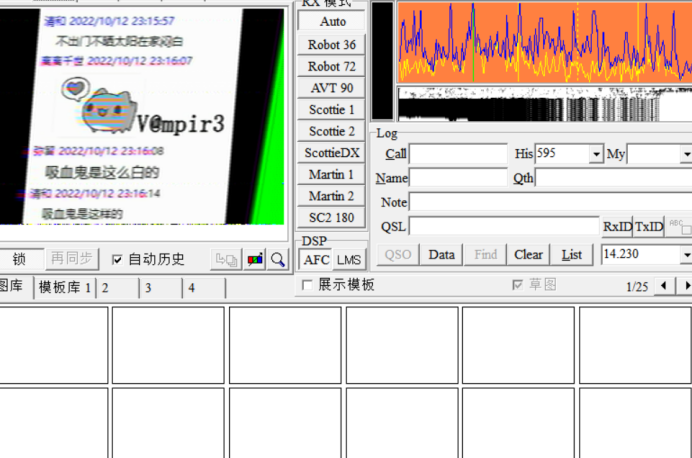 清和 2022/10/12 23:15:57
不出门不晒太阳在家闷白
离离千世 2022/10/12 23:16:07
V@mpir3
弥留 2022/10/12 23:16:08
吸血鬼是这么白的
清和 2022/10/12 23:16:14
吸血鬼是这样的
锁
再同步
自动历史
图库
模板库 1
2
3
4
RX 模式
Auto
Robot 36
Robot 72
AVT 90
Scottie 1
Scottie 2
ScottieDX
Martin 1
Martin 2
SC2 180
DSP
AFC
LMS
Log
Call
His
595
My
Name
Qth
Note
QSL
RxID
TxID
ABC
QSO
Data
Find
Clear
List
14.230
展示模板
草图
1/25